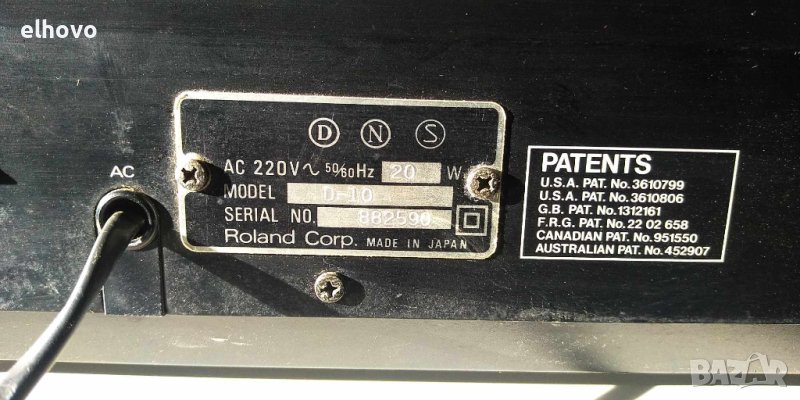 elhovo
AC
D N S
AC 220V~ 50/60Hz 20 W
MODEL D-10
SERIAL NO. 882590
Roland Corp. MADE IN JAPAN
PATENTS
U.S.A. PAT. No. 3610799
U.S.A. PAT. No. 3610806
G.B. PAT. No. 1312161
F.R.G. PAT. No. 22 02 658
CANADIAN PAT. No. 951550
AUSTRALIAN PAT. No. 452907
BAZAR